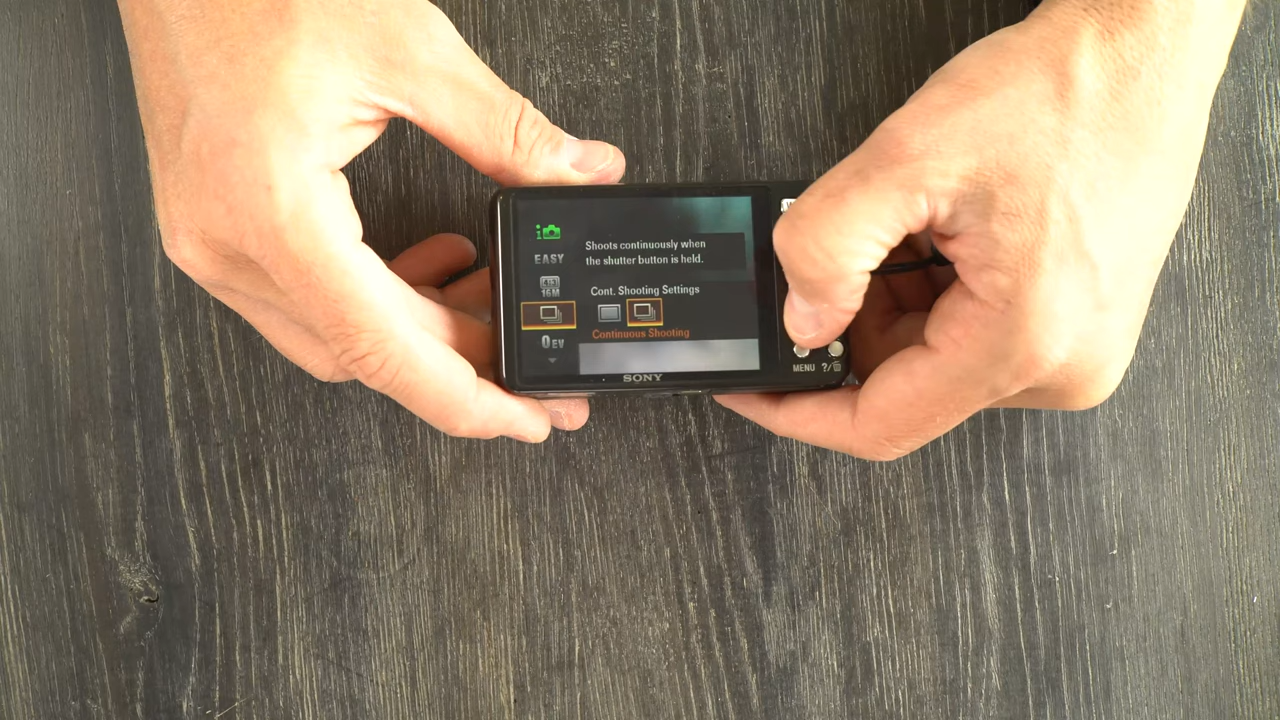 i
EASY
Shoots continuously when
the shutter button is held.
16M
Cont. Shooting Settings
Continuous Shooting
0EV
SONY
MENU ?/